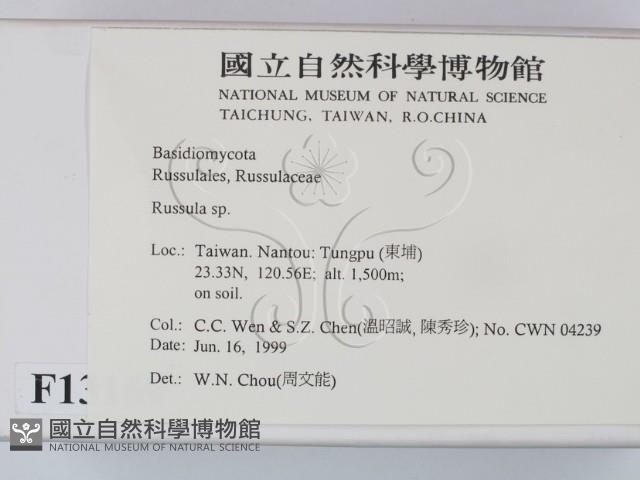 國立自然科學博物館
NATIONAL MUSEUM OF NATURAL SCIENCE
TAICHUNG, TAIWAN, R.O.CHINA
Basidiomycota
Russulales, Russulaceae
Russula sp.
Loc.: Taiwan. Nantou: Tungpu (東埔)
23.33N, 120.56E; alt. 1,500m;
on soil.
Col.: C.C. Wen & S.Z. Chen(溫昭誠, 陳秀珍); No. CWN 04239
Date: Jun. 16, 1999
Det.: W.N. Chou(周文能)
國立自然科學博物館
NATIONAL MUSEUM OF NATURAL SCIENCE